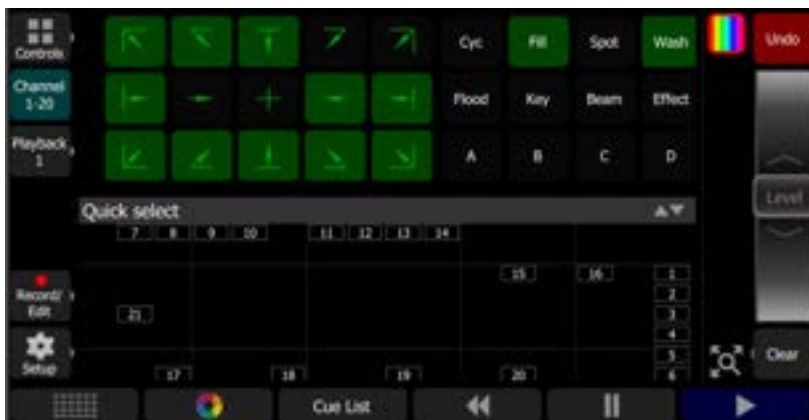 Controls
Cyc Fill Spot Wash
Undo
Channel
1-20
Flood Key Beam Effect
Playback
1
A B C D
Level
Quick select
7 8 9 10 11 12 13 14
15 16 1
2
21 3
4
5
17 18 19 20 6
Record/
Edit
Setup
Clear
Cue List